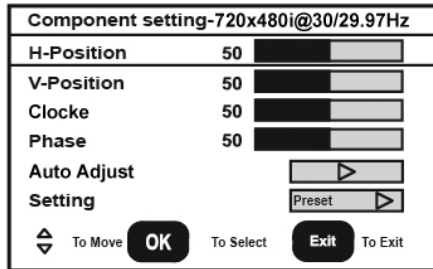 Component setting-720x480i@30/29.97Hz
H-Position 50
V-Position 50
Clocke 50
Phase 50
Auto Adjust
Setting Preset
To Move OK To Select Exit To Exit